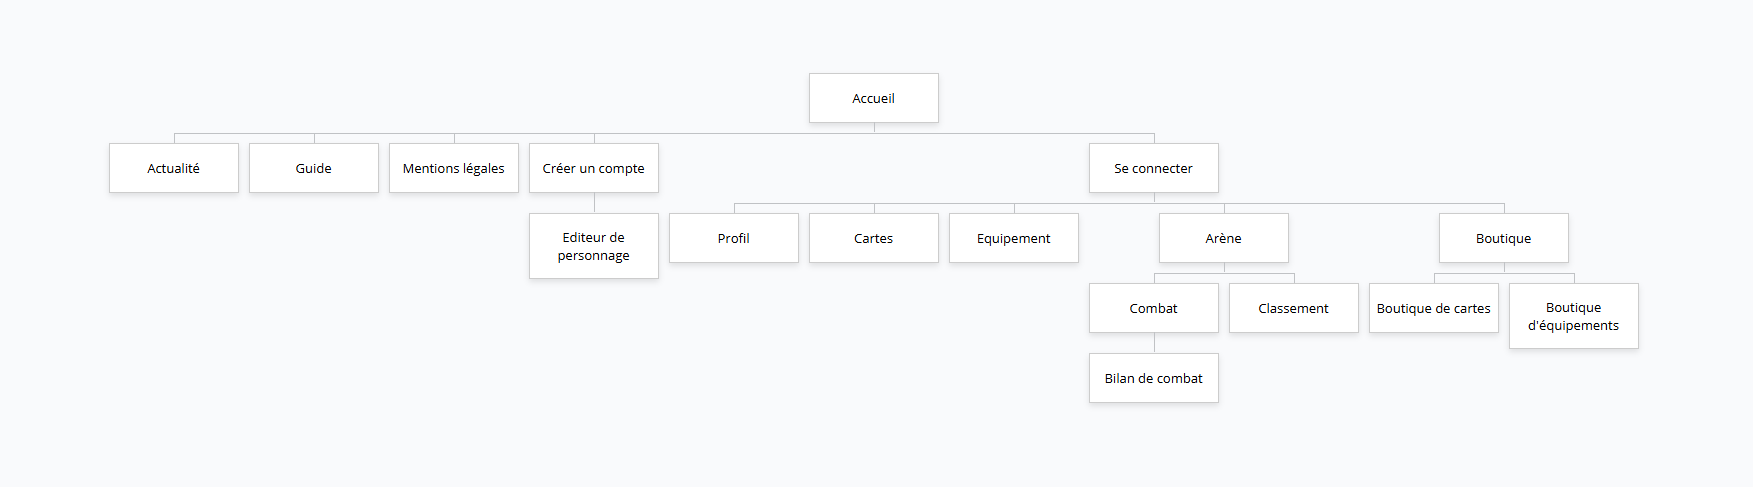 Accueil
Actualité
Guide
Mentions légales
Créer un compte
Se connecter
Editeur de
personnage
Profil
Cartes
Equipement
Arène
Boutique
Combat
Classement
Boutique de cartes
Boutique
d'équipements
Bilan de combat